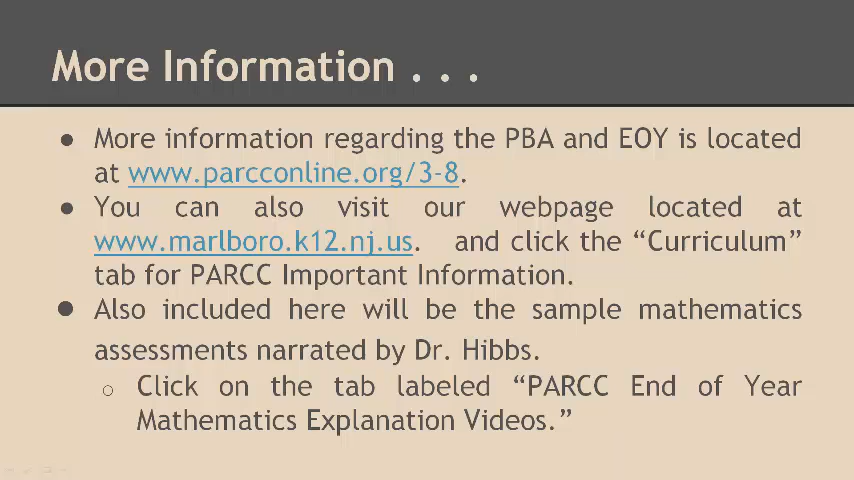 More Information . . .
● More information regarding the PBA and EOY is located
at www.parcconline.org/3-8.
● You can also visit our webpage located at
www.marlboro.k12.nj.us. and click the “Curriculum”
tab for PARCC Important Information.
● Also included here will be the sample mathematics
assessments narrated by Dr. Hibbs.
○ Click on the tab labeled “PARCC End of Year
Mathematics Explanation Videos.”